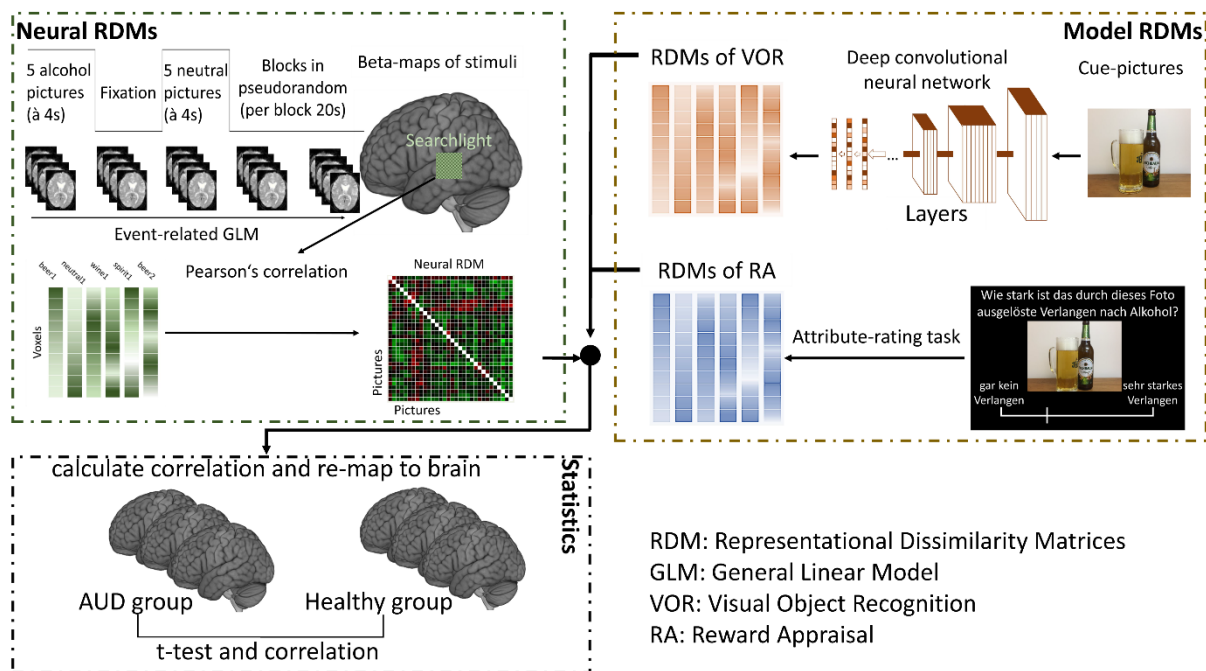 Neural RDMs
5 alcohol
pictures
(à 4s)
Fixation
5 neutral
pictures
(à 4s)
Blocks in
pseudorandom
(per block 20s)
Beta-maps of stimuli
Searchlight
Event-related GLM
Pearson's correlation
beer1
neutral1
wine1
spirit1
beer2
Voxels
Neural RDM
Pictures
Pictures
Model RDMs
RDMs of VOR
Deep convolutional
neural network
Cue-pictures
...
Layers
RDMs of RA
Attribute-rating task
Wie stark ist das durch dieses Foto
ausgelöste Verlangen nach Alkohol?
gar kein
Verlangen
sehr starkes
Verlangen
Statistics
calculate correlation and re-map to brain
AUD group
Healthy group
t-test and correlation
RDM: Representational Dissimilarity Matrices
GLM: General Linear Model
VOR: Visual Object Recognition
RA: Reward Appraisal